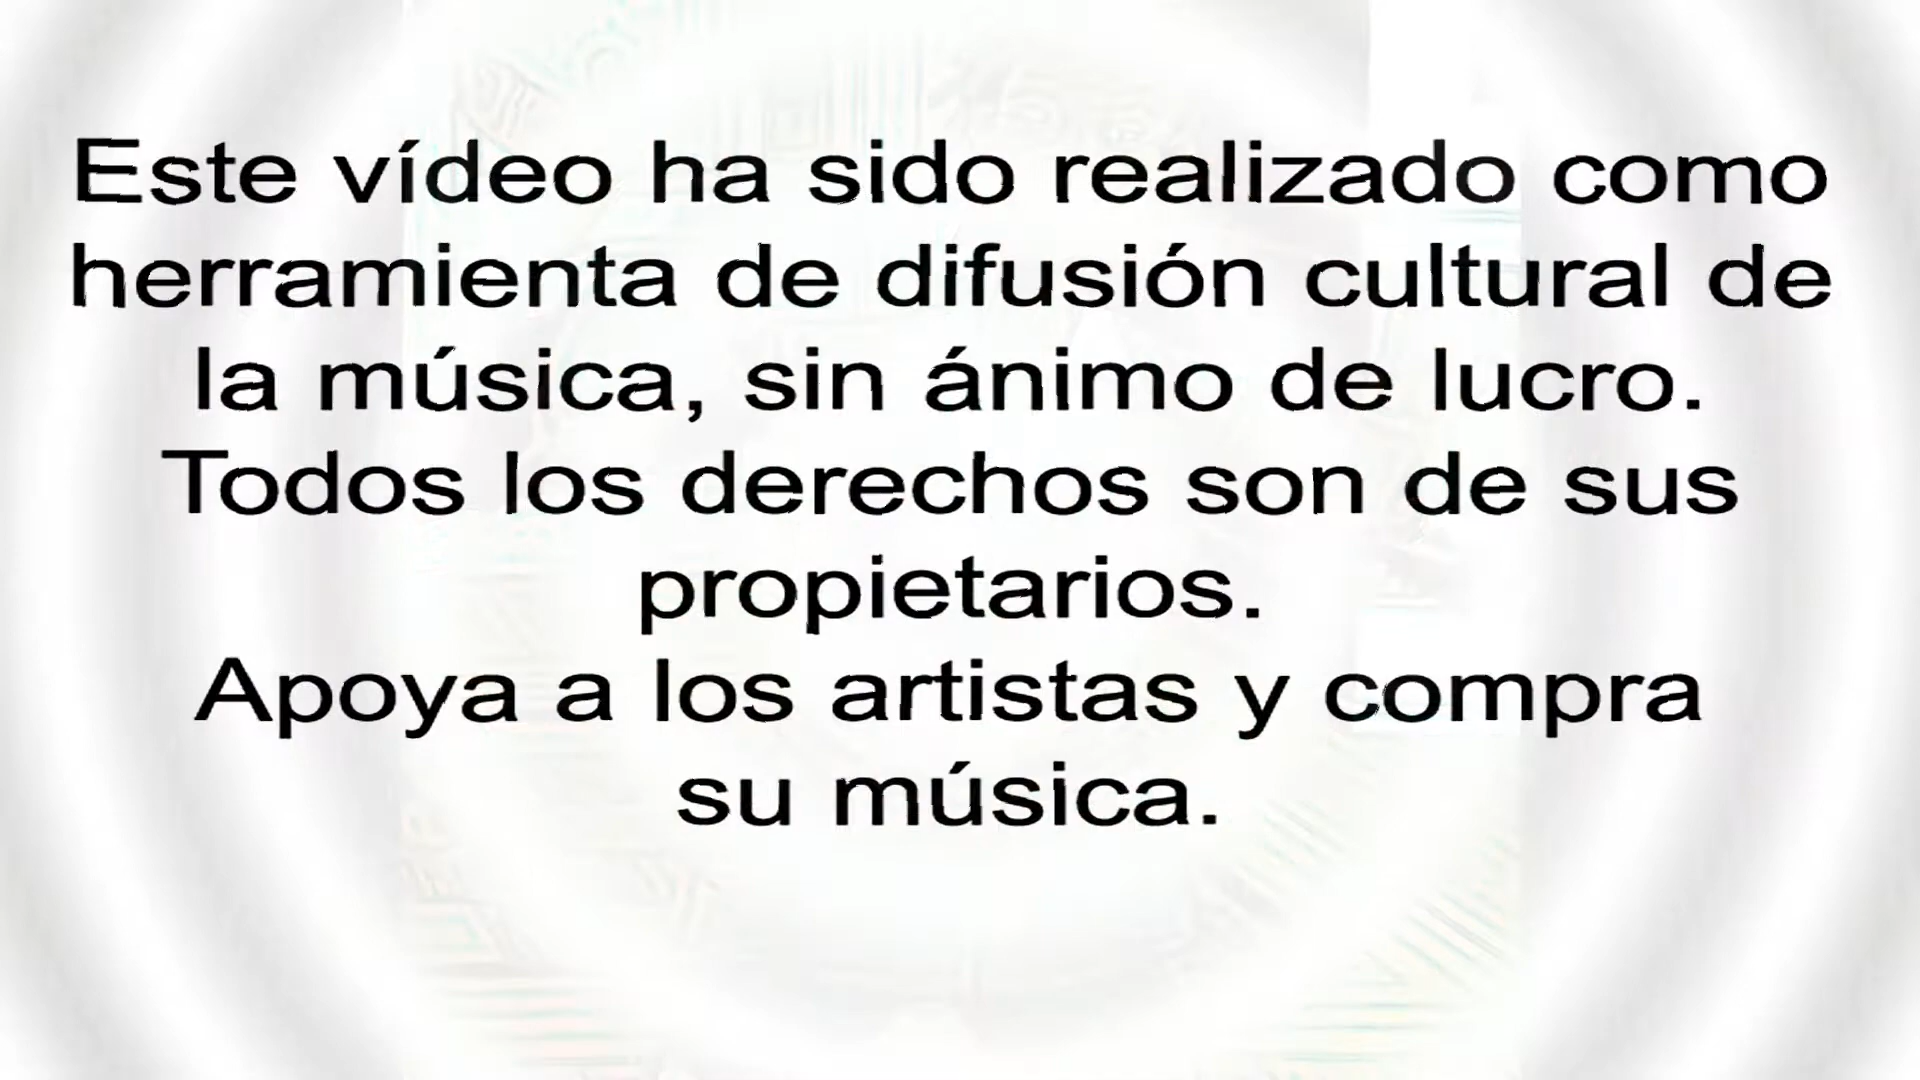 Este vídeo ha sido realizado como
herramienta de difusión cultural de
la música, sin ánimo de lucro.
Todos los derechos son de sus
propietarios.
Apoya a los artistas y compra
su música.